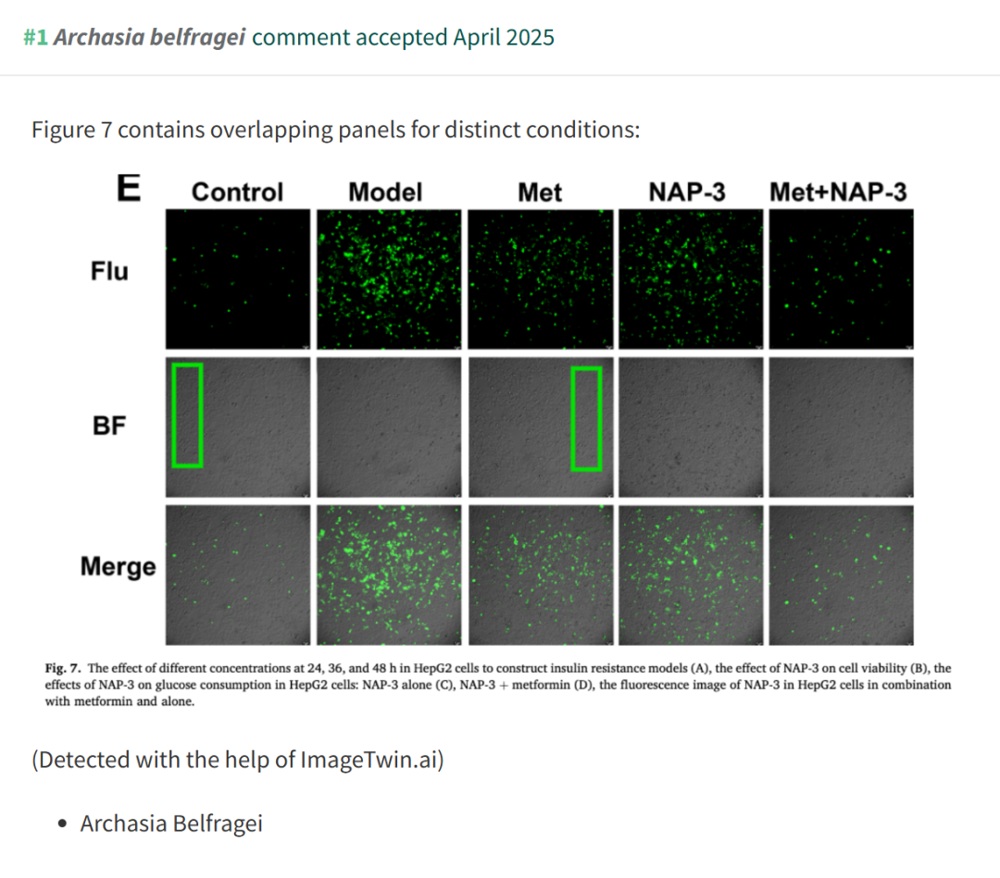 #1 Archasia belfragei comment accepted April 2025
Figure 7 contains overlapping panels for distinct conditions:
E
Control Model Met NAP-3 Met+NAP-3
Flu
BF
Merge
Fig. 7. The effect of different concentrations at 24, 36, and 48 h in HepG2 cells to construct insulin resistance models (A), the effect of NAP-3 on cell viability (B), the
effects of NAP-3 on glucose consumption in HepG2 cells: NAP-3 alone (C), NAP-3 + metformin (D), the fluorescence image of NAP-3 in HepG2 cells in combination
with metformin and alone.
(Detected with the help of ImageTwin.ai)
• Archasia Belfragei